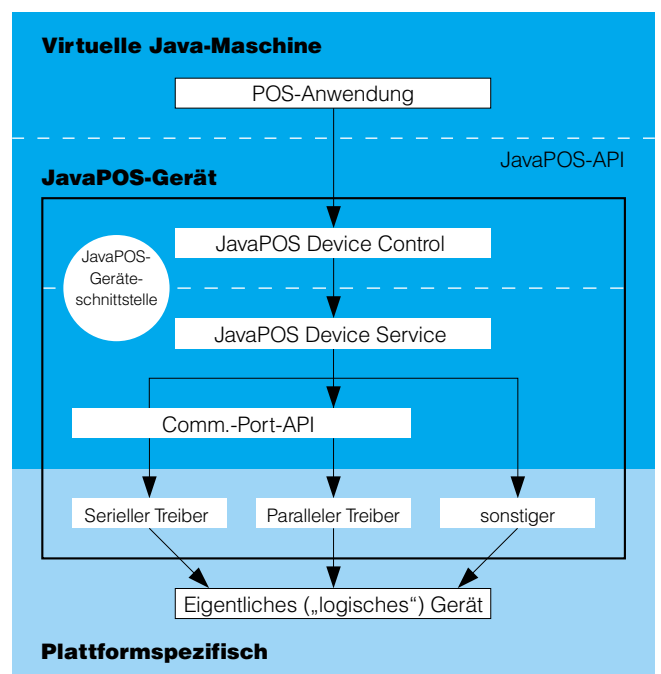 Virtuelle Java-Maschine
POS-Anwendung
JavaPOS-API
JavaPOS-Gerät
JavaPOS Device Control
JavaPOS-
Geräte-
schnittstelle
JavaPOS Device Service
Comm.-Port-API
Serieller Treiber
Paralleler Treiber
sonstiger
Eigentliches („logisches“) Gerät
Plattformspezifisch